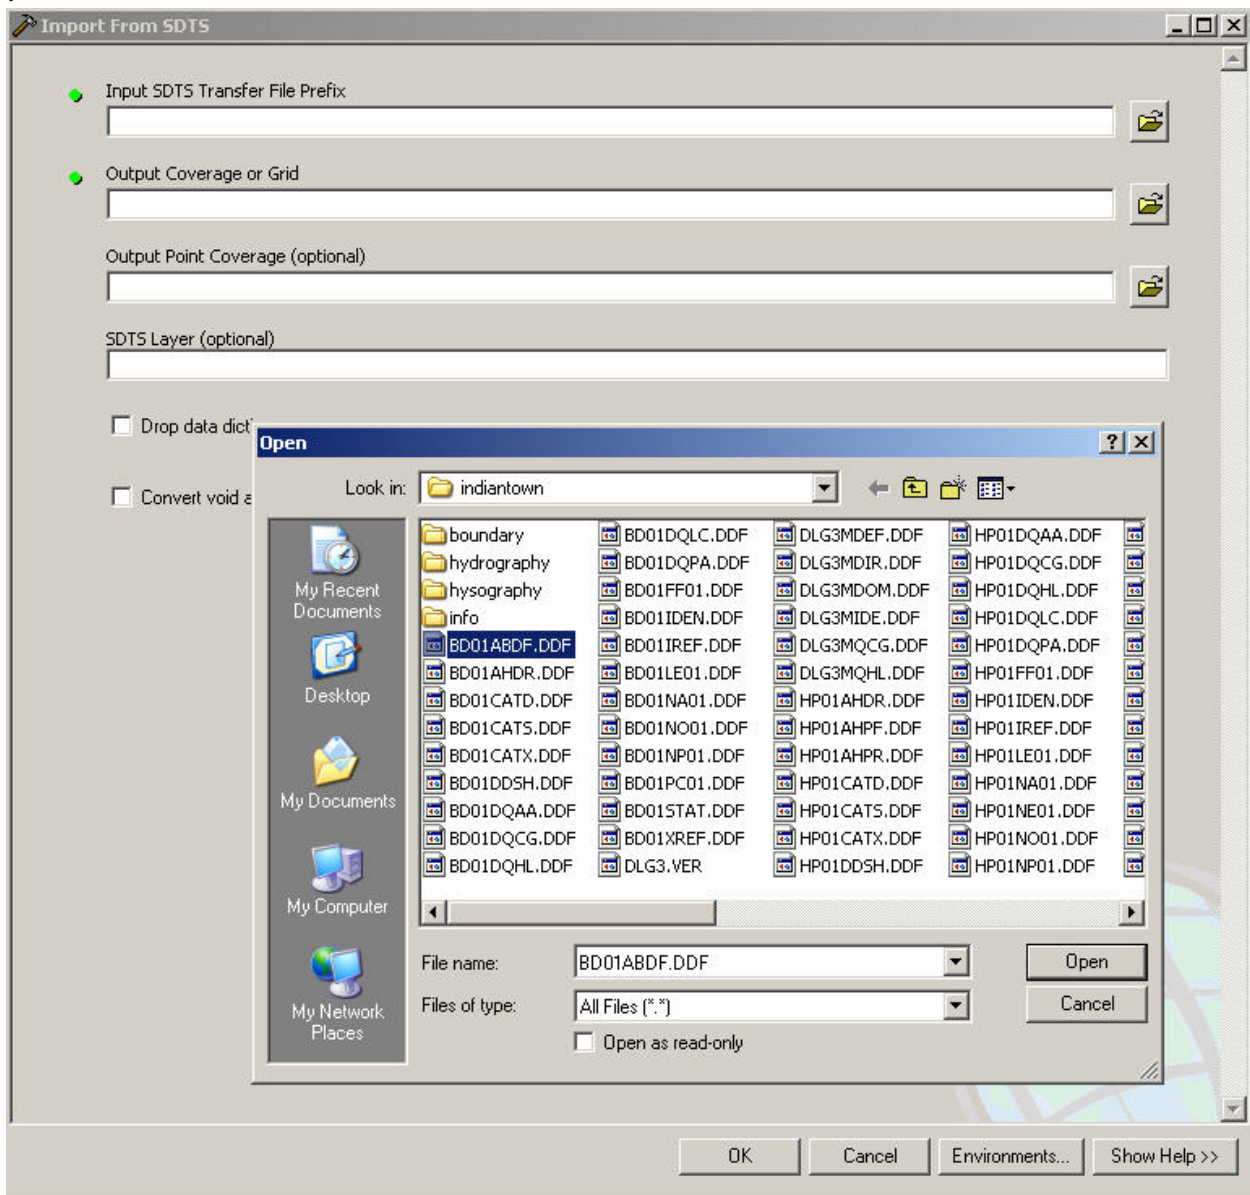 Import From SDTS
Input SDTS Transfer File Prefix
Output Coverage or Grid
Output Point Coverage (optional)
SDTS Layer (optional)
Drop data dict
Convert void a
Open
Look in: indiantown
My Recent Documents
Desktop
My Documents
My Computer
My Network Places
boundary
hydrography
hysography
info
BD01ABDF.DDF
BD01AHDR.DDF
BD01CATD.DDF
BD01CATS.DDF
BD01CATX.DDF
BD01DDSH.DDF
BD01DQAA.DDF
BD01DQCG.DDF
BD01DQHL.DDF
BD01DQLC.DDF
BD01DQPA.DDF
BD01FF01.DDF
BD01IDEN.DDF
BD01IREF.DDF
BD01LE01.DDF
BD01NA01.DDF
BD01NO01.DDF
BD01NP01.DDF
BD01PC01.DDF
BD01STAT.DDF
BD01XREF.DDF
DLG3.VER
DLG3MDEF.DDF
DLG3MDIR.DDF
DLG3MDOM.DDF
DLG3MIDE.DDF
DLG3MQCG.DDF
DLG3MQHL.DDF
HP01AHDR.DDF
HP01AHPF.DDF
HP01AHPR.DDF
HP01CATD.DDF
HP01CATS.DDF
HP01CATX.DDF
HP01DDSH.DDF
HP01DQAA.DDF
HP01DQCG.DDF
HP01DQHL.DDF
HP01DQLC.DDF
HP01DQPA.DDF
HP01FF01.DDF
HP01IDEN.DDF
HP01IREF.DDF
HP01LE01.DDF
HP01NA01.DDF
HP01NE01.DDF
HP01NO01.DDF
HP01NP01.DDF
File name: BD01ABDF.DDF Open
Files of type: All Files (*.*) Cancel
Open as read-only
OK Cancel Environments... Show Help >>